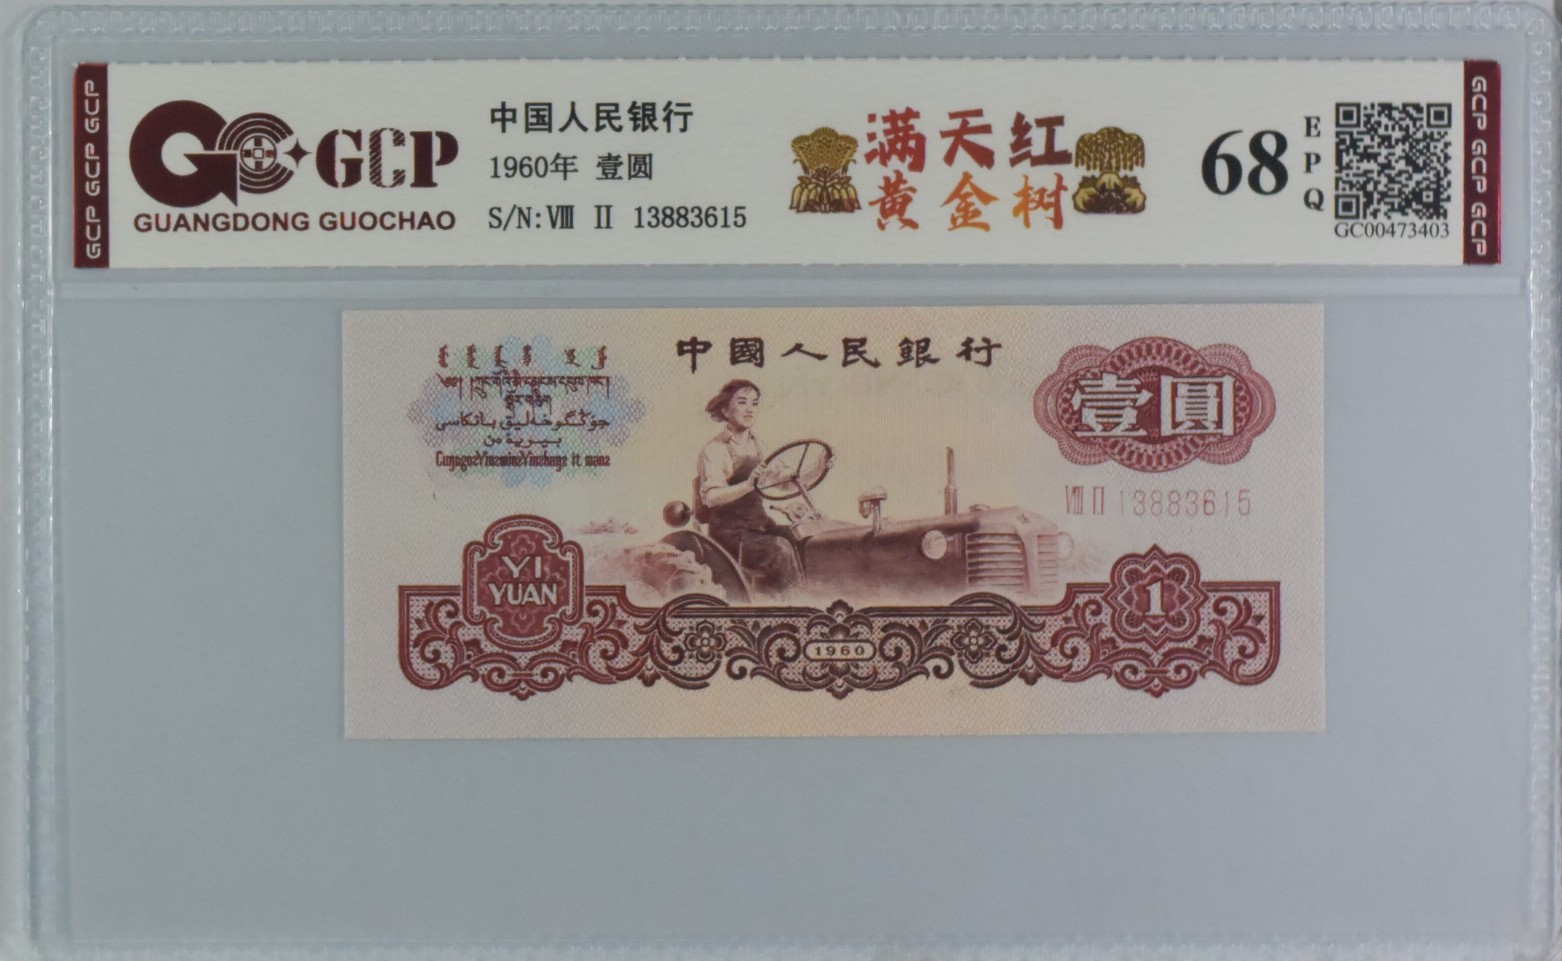 GCP GCP GCP
GCP
GUANGDONG GUOCHAO
中国人民银行
1960年 壹圆
S/N: Ⅷ Ⅱ 13883615
满天红
黄金树
68
EPQ
GC00473403
GCP GCP GCP
中國人民銀行
壹圓
Ⅷ Ⅱ 13883615
YI
YUAN
1960
1